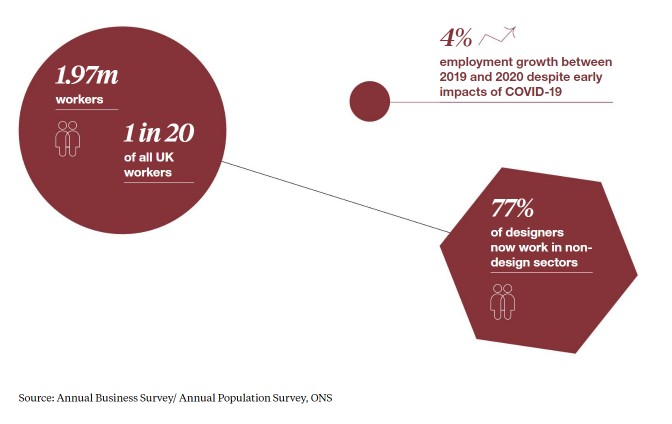 1.97m
workers
1 in 20
of all UK
workers
4%
employment growth between
2019 and 2020 despite early
impacts of COVID-19
77%
of designers
now work in non-
design sectors
Source: Annual Business Survey/ Annual Population Survey, ONS